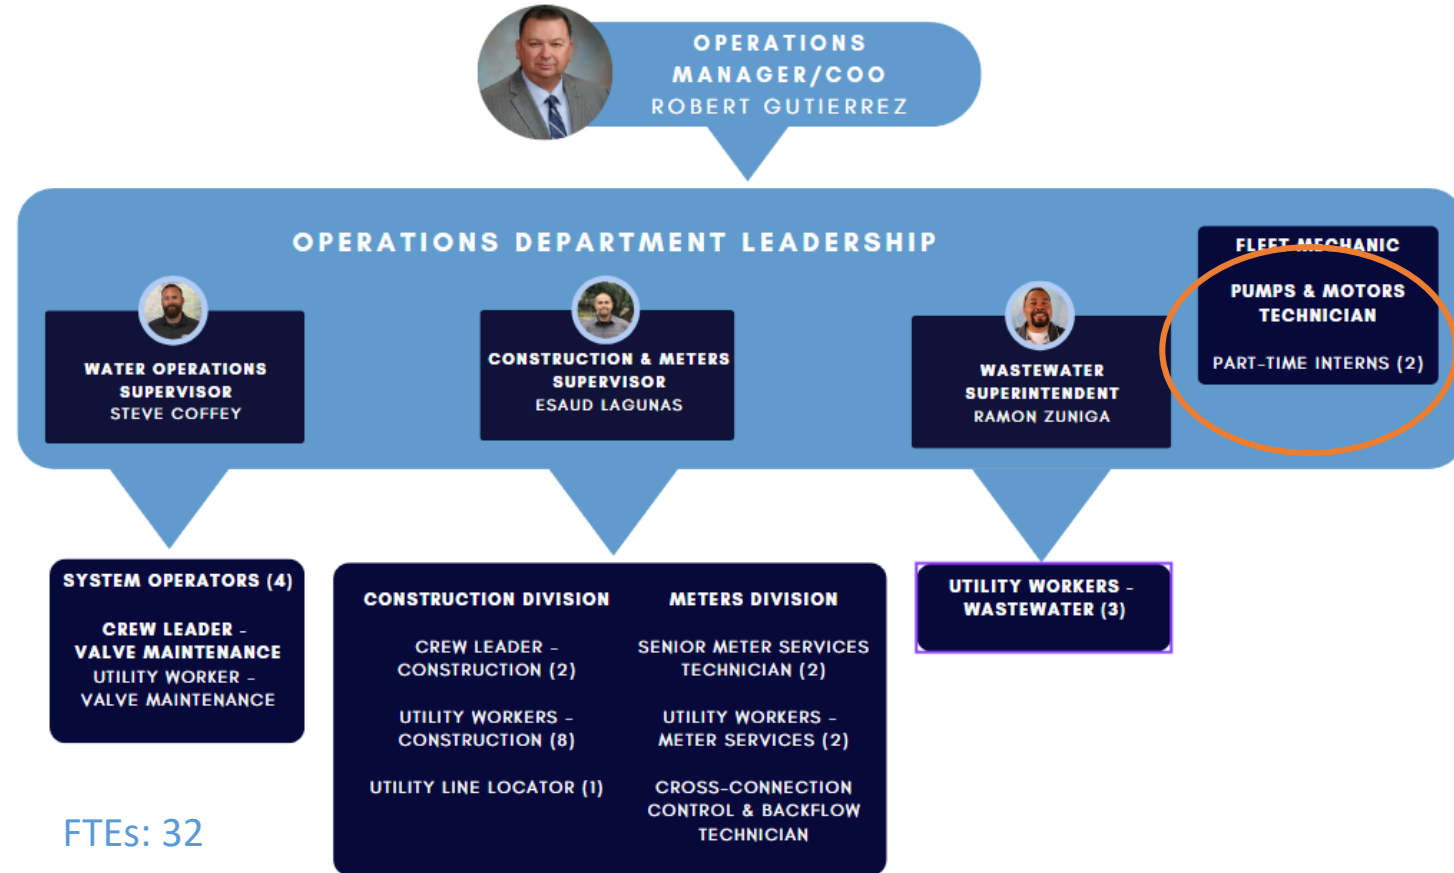 OPERATIONS
MANAGER/COO
ROBERT GUTIERREZ
OPERATIONS DEPARTMENT LEADERSHIP
WATER OPERATIONS
SUPERVISOR
STEVE COFFEY
CONSTRUCTION & METERS
SUPERVISOR
ESAUD LAGUNAS
WASTEWATER
SUPERINTENDENT
RAMON ZUNIGA
FLEET MECHANIC
PUMPS & MOTORS
TECHNICIAN
PART-TIME INTERNS (2)
SYSTEM OPERATORS (4)
CREW LEADER -
VALVE MAINTENANCE
UTILITY WORKER -
VALVE MAINTENANCE
CONSTRUCTION DIVISION
CREW LEADER -
CONSTRUCTION (2)
UTILITY WORKERS -
CONSTRUCTION (8)
UTILITY LINE LOCATOR (1)
METERS DIVISION
SENIOR METER SERVICES
TECHNICIAN (2)
UTILITY WORKERS -
METER SERVICES (2)
CROSS-CONNECTION
CONTROL & BACKFLOW
TECHNICIAN
UTILITY WORKERS -
WASTEWATER (3)
FTEs: 32